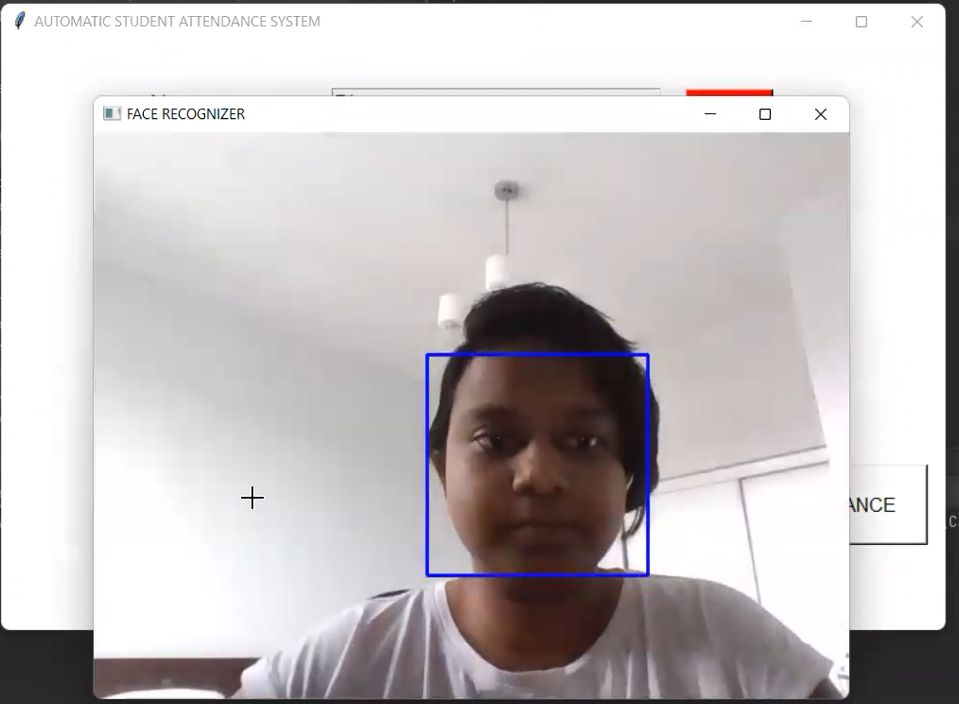 AUTOMATIC STUDENT ATTENDANCE SYSTEM
FACE RECOGNIZER
ANCE